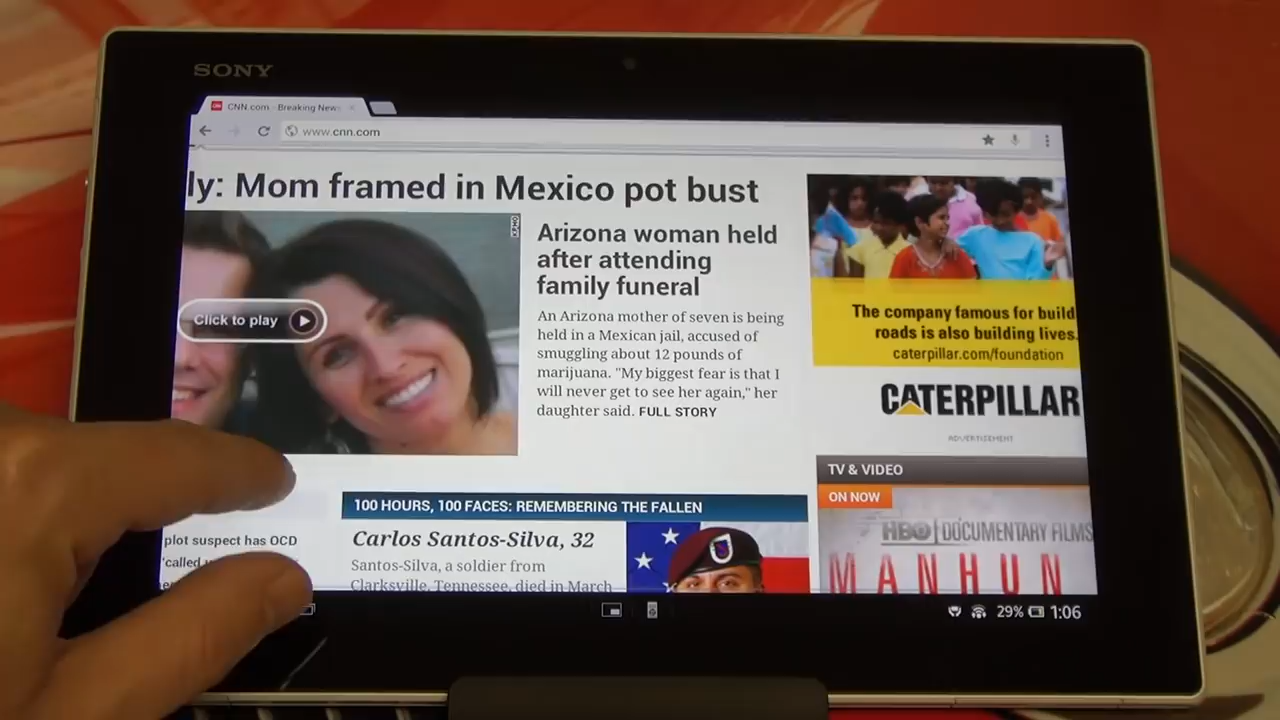 SONY
CNN.com - Breaking News
www.cnn.com
ly: Mom framed in Mexico pot bust
KPHO
Click to play
Arizona woman held
after attending
family funeral
An Arizona mother of seven is being
held in a Mexican jail, accused of
smuggling about 12 pounds of
marijuana. "My biggest fear is that I
will never get to see her again," her
daughter said. FULL STORY
The company famous for build
roads is also building lives.
caterpillar.com/foundation
CATERPILLAR
ADVERTISEMENT
TV & VIDEO
ON NOW
HBO DOCUMENTARY FILMS
MANHUN
100 HOURS, 100 FACES: REMEMBERING THE FALLEN
Carlos Santos-Silva, 32
Santos-Silva, a soldier from
Clarksville, Tennessee, died in March
plot suspect has OCD
'called
29% 1:06